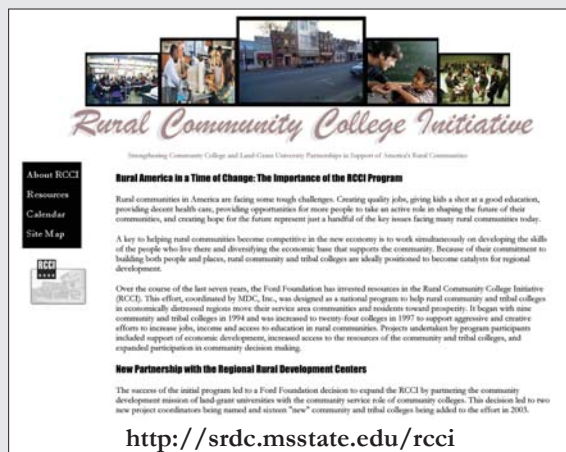 Rural Community College Initiative
Strengthening Community College and Land-Grant University Partnerships in Support of America's Rural Communities
About RCCI
Resources
Calendar
Site Map
RCCI
Rural America in a Time of Change: The Importance of the RCCI Program
Rural communities in America are facing some tough challenges. Creating quality jobs, giving kids a shot at a good education,
providing decent health care, providing opportunities for more people to take an active role in shaping the future of their
communities, and creating hope for the future represent just a handful of the key issues facing many rural communities today.
A key to helping rural communities become competitive in the new economy is to work simultaneously on developing the skills
of the people who live there and diversifying the economic base that supports the community. Because of their commitment to
building both people and places, rural community and tribal colleges are ideally positioned to become catalysts for regional
development.
Over the course of the last seven years, the Ford Foundation has invested resources in the Rural Community College Initiative
(RCCI). This effort, coordinated by MDC, Inc., was designed as a national program to help rural community and tribal colleges
in economically distressed regions move their service area communities and residents toward prosperity. It began with nine
community and tribal colleges in 1994 and was increased to twenty-four colleges in 1997 to support aggressive and creative
efforts to increase jobs, income and access to education in rural communities. Projects undertaken by program participants
included support of economic development, increased access to the resources of the community and tribal colleges, and
expanded participation in community decision making.
New Partnership with the Regional Rural Development Centers
The success of the initial program led to a Ford Foundation decision to expand the RCCI by partnering the community
development mission of land-grant universities with the community service role of community colleges. This decision led to two
new project coordinators being named and sixteen "new" community and tribal colleges being added to the effort in 2003.
http://srdc.msstate.edu/rcci